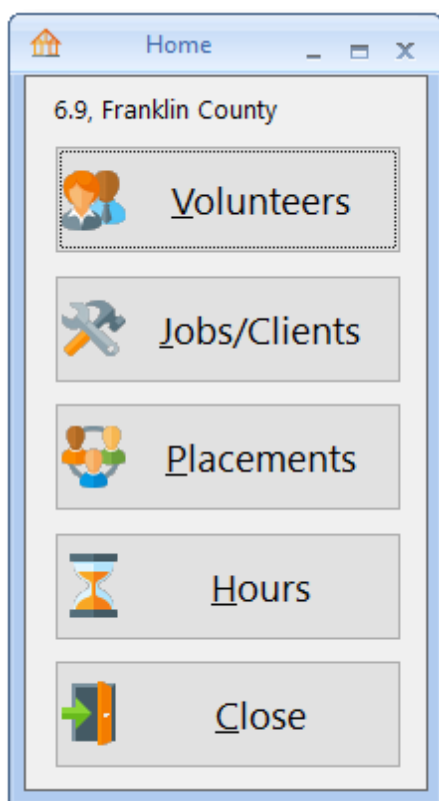 Home
6.9, Franklin County
Volunteers
Jobs/Clients
Placements
Hours
Close